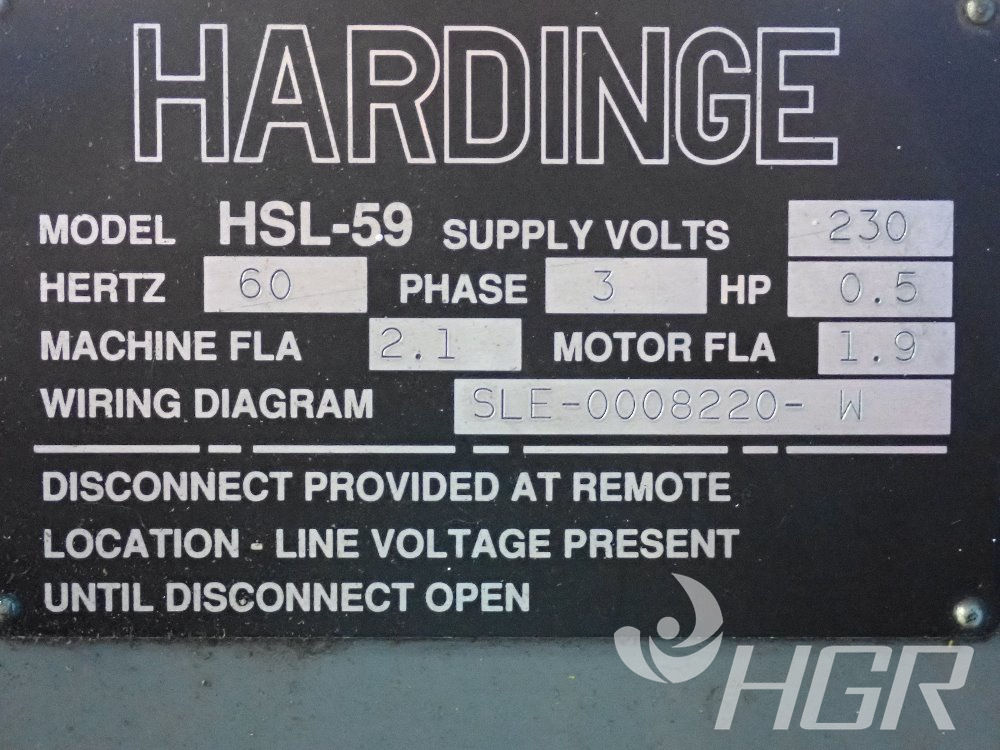 HARDINGE
MODEL HSL-59 SUPPLY VOLTS 230
HERTZ 60 PHASE 3 HP 0.5
MACHINE FLA 2.1 MOTOR FLA 1.9
WIRING DIAGRAM SLE-0008220- W
DISCONNECT PROVIDED AT REMOTE
LOCATION - LINE VOLTAGE PRESENT
UNTIL DISCONNECT OPEN
HGR